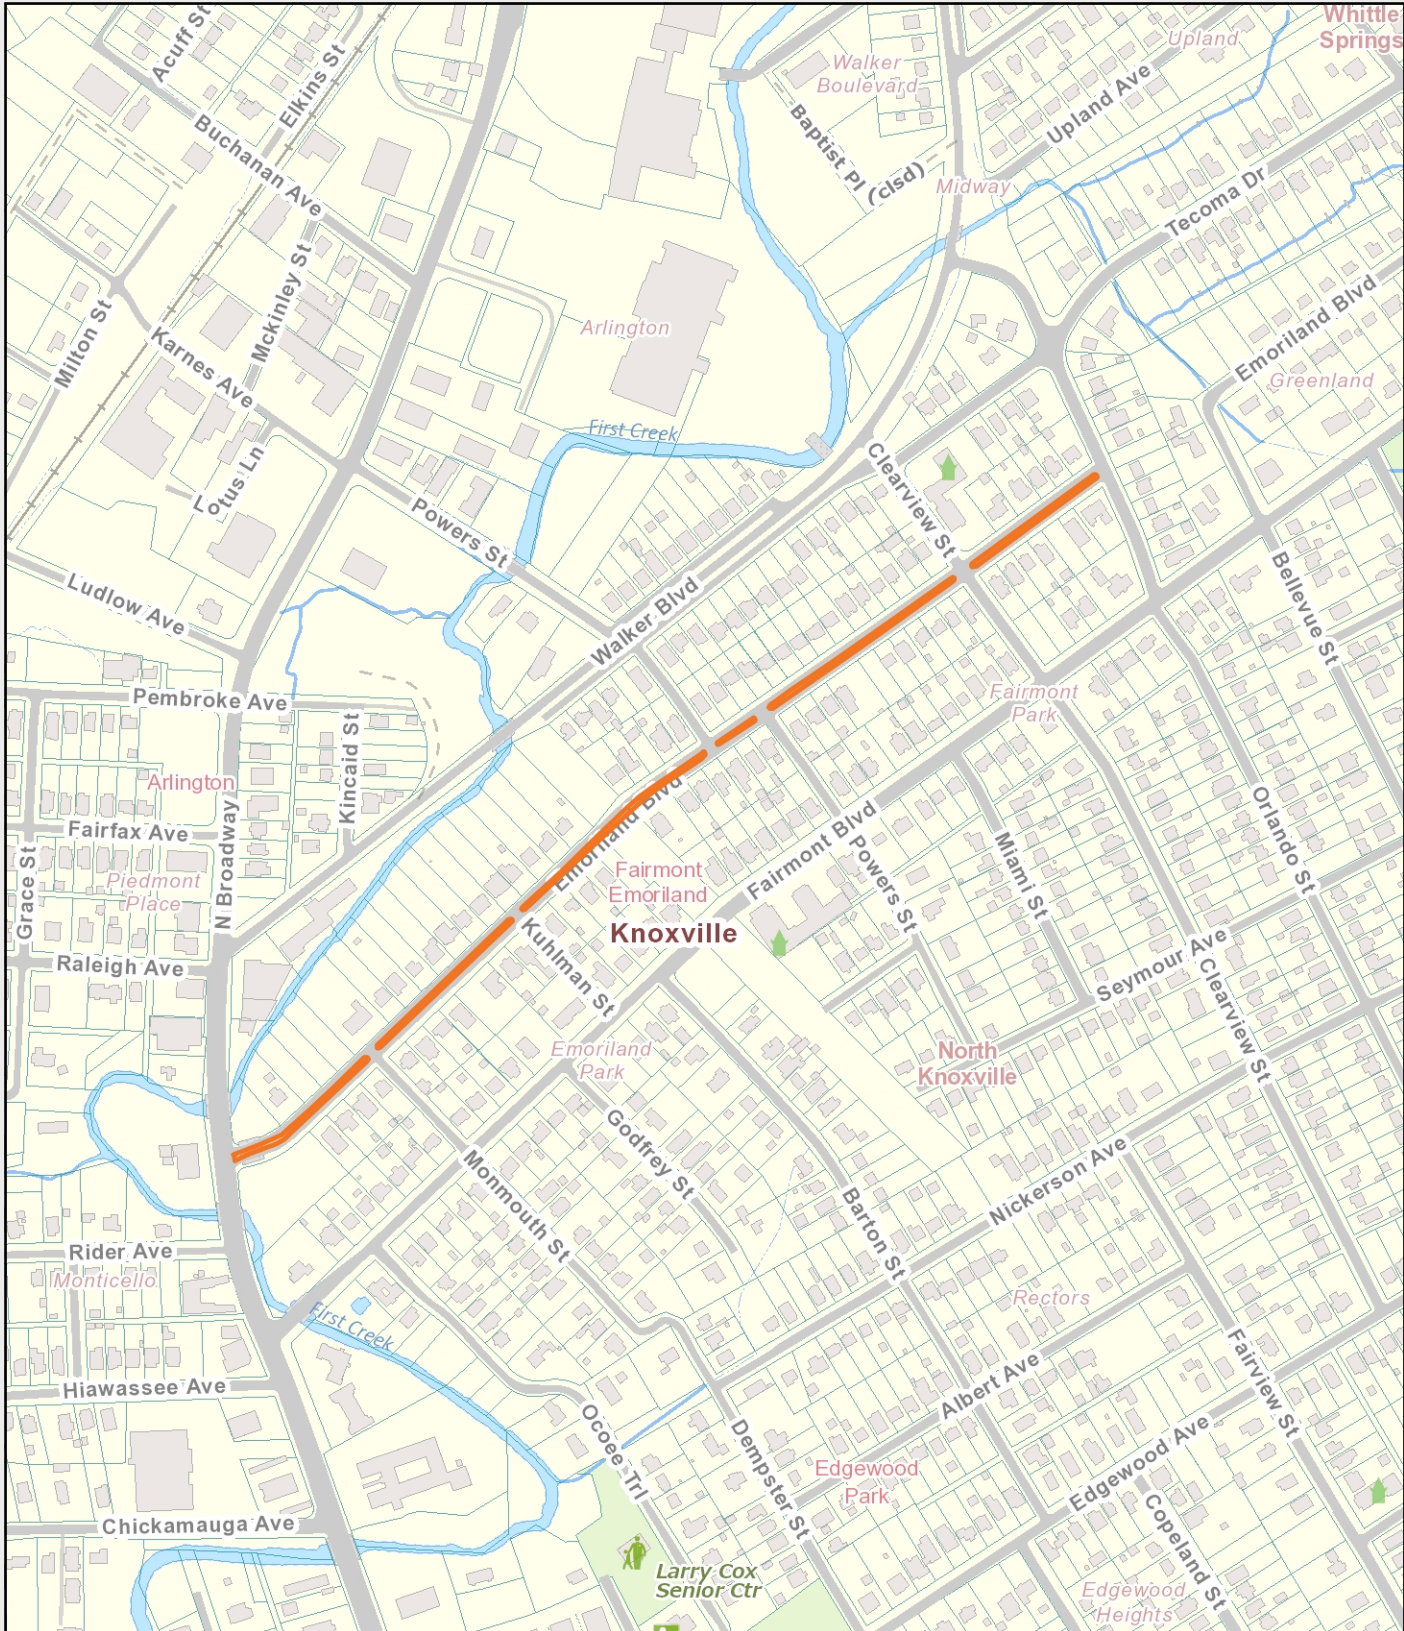 Whittle
Springs
Acuff St
Upland
Elkins St
Walker
Boulevard
Upland Ave
Baptist Pl (clsd)
Buchanan Ave
Midway
Tecoma Dr
Mckinley St
Emoriland Blvd
Milton St
Arlington
Karnes Ave
Greenland
First Creek
Clearview St
Lotus Ln
Powers St
Bellevue St
Ludlow Ave
Walker Blvd
Fairmont
Park
Pembroke Ave
Kincaid St
Arlington
Emoriland Blvd
Orlando St
Fairfax Ave
N Broadway
Fairmont Blvd
Miami St
Grace St
Piedmont
Place
Fairmont
Emoriland
Powers St
Knoxville
Kuhlman St
Raleigh Ave
Seymour Ave
Clearview St
Emoriland
Park
North
Knoxville
Godfrey St
Monmouth St
Nickerson Ave
Barton St
Rider Ave
Monticello
Rectors
First Creek
Hiawassee Ave
Albert Ave
Fairview St
Ocoee Trl
Dempster St
Edgewood Ave
Edgewood
Park
Chickamauga Ave
Copeland St
Larry Cox
Senior Ctr
Edgewood
Heights